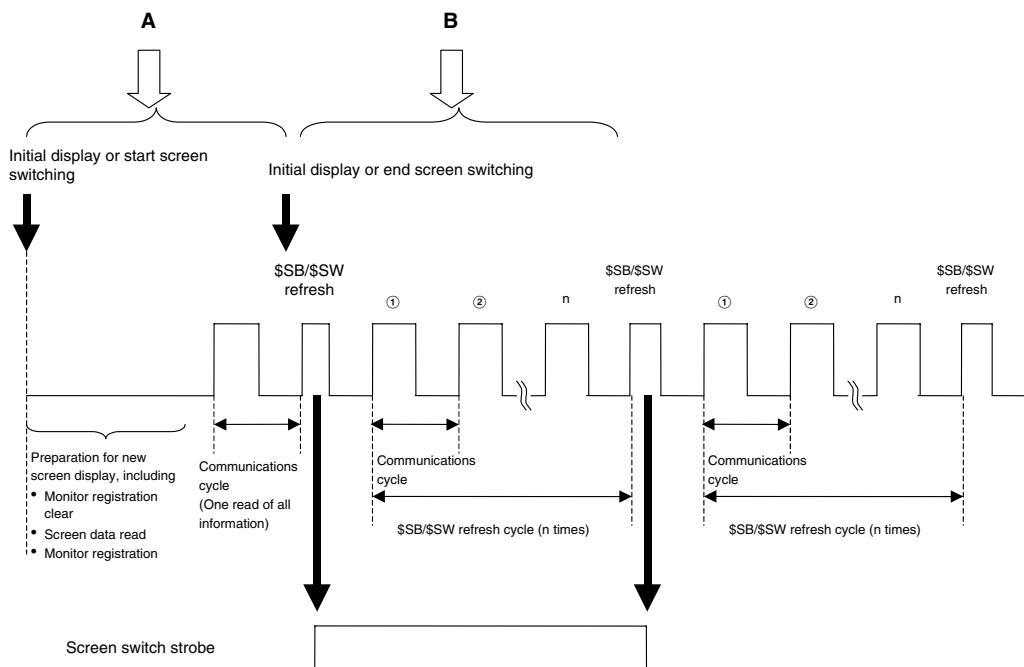 A
B
Initial display or start screen
switching
Initial display or end screen switching
$SB/$SW
refresh
①
②
n
$SB/$SW
refresh
①
②
n
$SB/$SW
refresh
Preparation for new
screen display, including
• Monitor registration
clear
• Screen data read
• Monitor registration
Communications
cycle
(One read of all
information)
Communications
cycle
$SB/$SW refresh cycle (n times)
Communications
cycle
$SB/$SW refresh cycle (n times)
Screen switch strobe